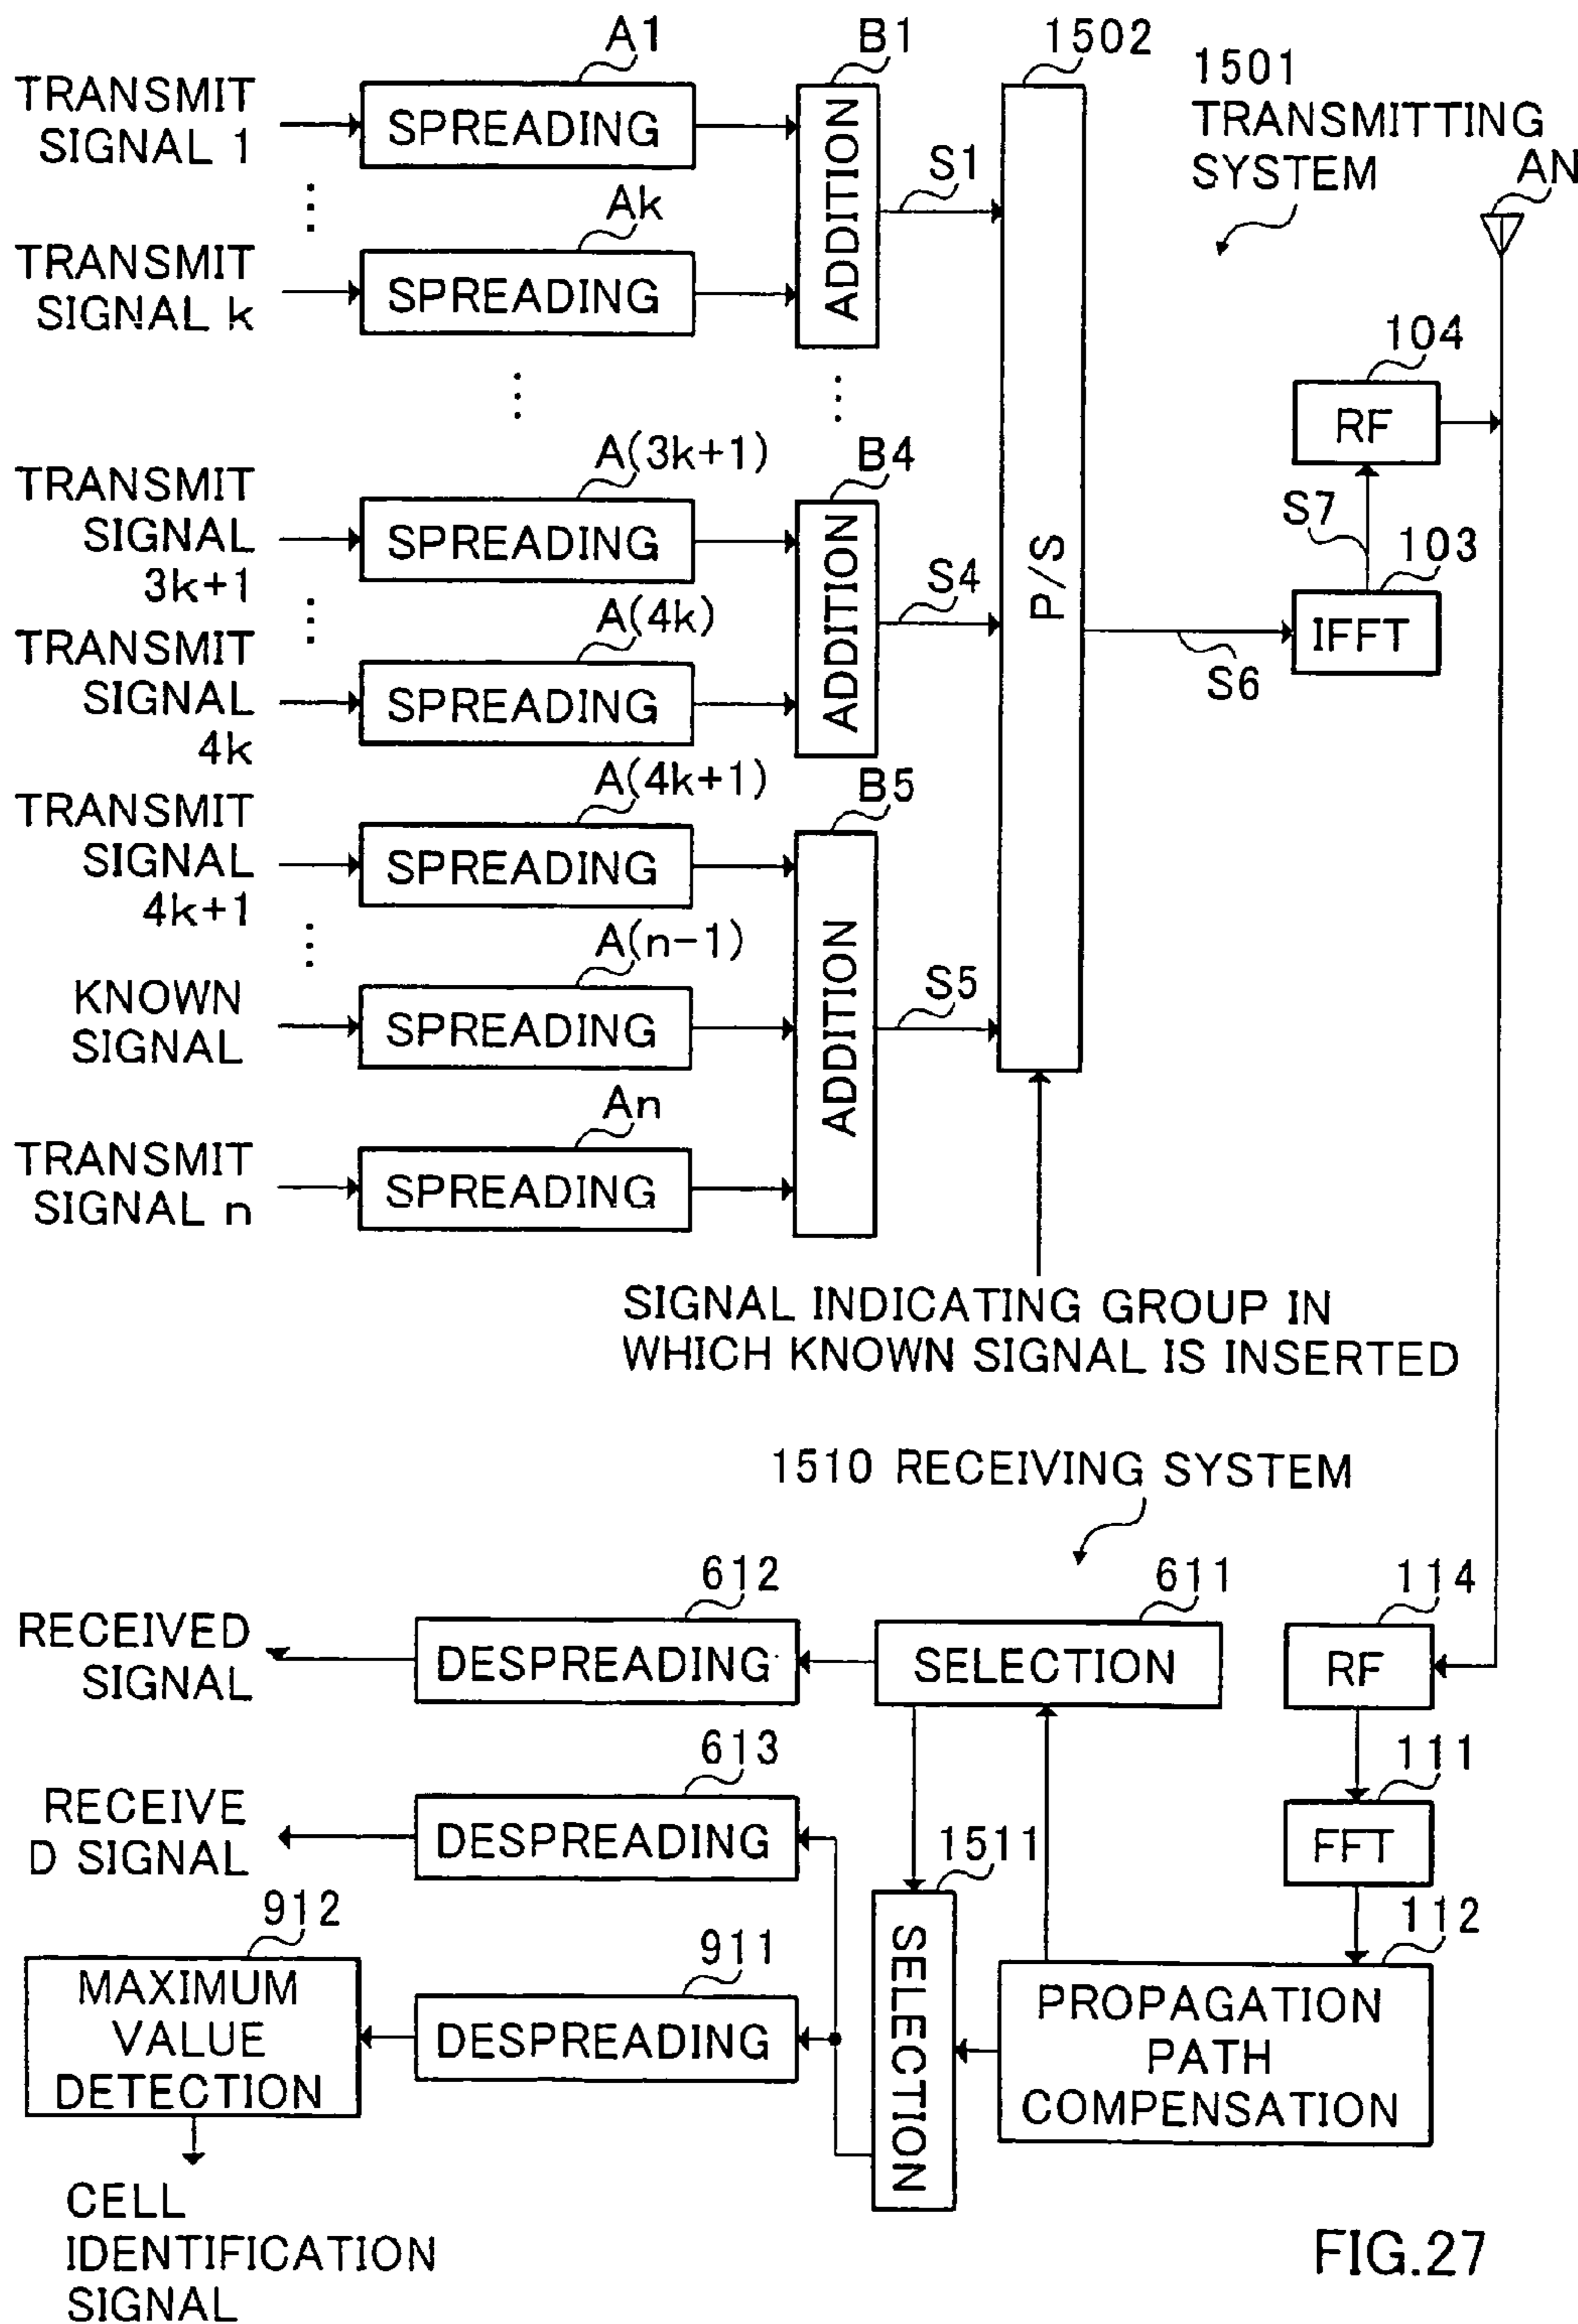 A1
B1
1502
1501
TRANSMITTING
SYSTEM
AN
TRANSMIT
SIGNAL 1
SPREADING
ADDITION
S1
⋮
Ak
TRANSMIT
SIGNAL k
SPREADING
⋮
⋮
104
RF
A(3k+1)
B4
TRANSMIT
SIGNAL
3k+1
SPREADING
ADDITION
S4
P/S
S7
103
IFFT
S6
⋮
A(4k)
TRANSMIT
SIGNAL
4k
SPREADING
A(4k+1)
B5
TRANSMIT
SIGNAL
4k+1
SPREADING
ADDITION
S5
⋮
A(n-1)
KNOWN
SIGNAL
SPREADING
An
TRANSMIT
SIGNAL n
SPREADING
SIGNAL INDICATING GROUP IN
WHICH KNOWN SIGNAL IS INSERTED
1510 RECEIVING SYSTEM
612
611
114
RECEIVED
SIGNAL
DESPREADING
SELECTION
RF
613
111
RECEIVE
D SIGNAL
DESPREADING
1511
FFT
912
911
SELECTION
112
MAXIMUM
VALUE
DETECTION
DESPREADING
PROPAGATION
PATH
COMPENSATION
CELL
IDENTIFICATION
SIGNAL
FIG.27